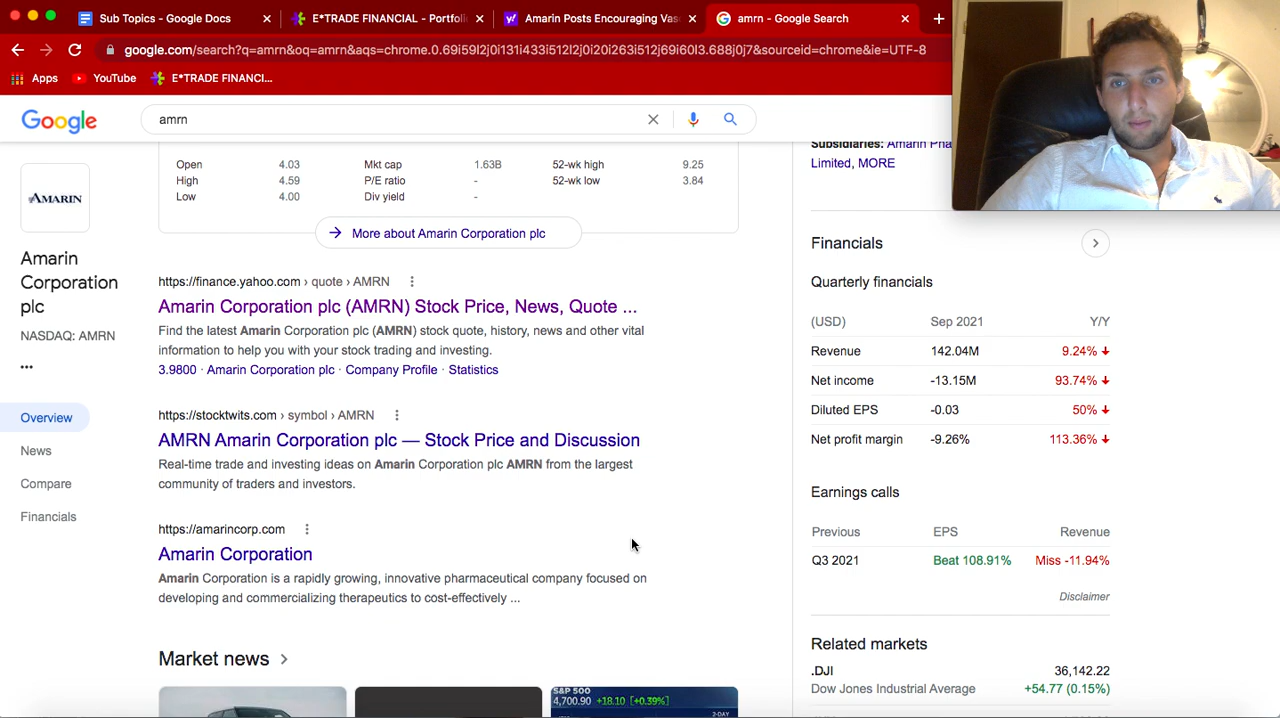 Sub Topics - Google Docs
E*TRADE FINANCIAL - Portfoli
Amarin Posts Encouraging Vas
amrn - Google Search
google.com/search?q=amrn&oq=amrn&aqs=chrome.0.69i59l2j0i131i433i512l2j0i20i263i512j69i60l3.688j0j7&sourceid=chrome&ie=UTF-8
Apps
YouTube
E*TRADE FINANCI...
Google
amrn
AMARIN
Amarin
Corporation
plc
NASDAQ: AMRN
Overview
News
Compare
Financials
Open 4.03 Mkt cap 1.63B 52-wk high 9.25
High 4.59 P/E ratio - 52-wk low 3.84
Low 4.00 Div yield -
More about Amarin Corporation plc
https://finance.yahoo.com › quote › AMRN
Amarin Corporation plc (AMRN) Stock Price, News, Quote ...
Find the latest Amarin Corporation plc (AMRN) stock quote, history, news and other vital
information to help you with your stock trading and investing.
3.9800 · Amarin Corporation plc · Company Profile · Statistics
https://stocktwits.com › symbol › AMRN
AMRN Amarin Corporation plc — Stock Price and Discussion
Real-time trade and investing ideas on Amarin Corporation plc AMRN from the largest
community of traders and investors.
https://amarincorp.com
Amarin Corporation
Amarin Corporation is a rapidly growing, innovative pharmaceutical company focused on
developing and commercializing therapeutics to cost-effectively ...
Market news
S&P 500
4,700.90 +18.10 [+0.39%]
2-DAY
Subsidiaries: Amarin Pha
Limited, MORE
Financials
Quarterly financials
(USD) Sep 2021 Y/Y
Revenue 142.04M 9.24%
Net income -13.15M 93.74%
Diluted EPS -0.03 50%
Net profit margin -9.26% 113.36%
Earnings calls
Previous EPS Revenue
Q3 2021 Beat 108.91% Miss -11.94%
Disclaimer
Related markets
.DJI 36,142.22
Dow Jones Industrial Average +54.77 (0.15%)